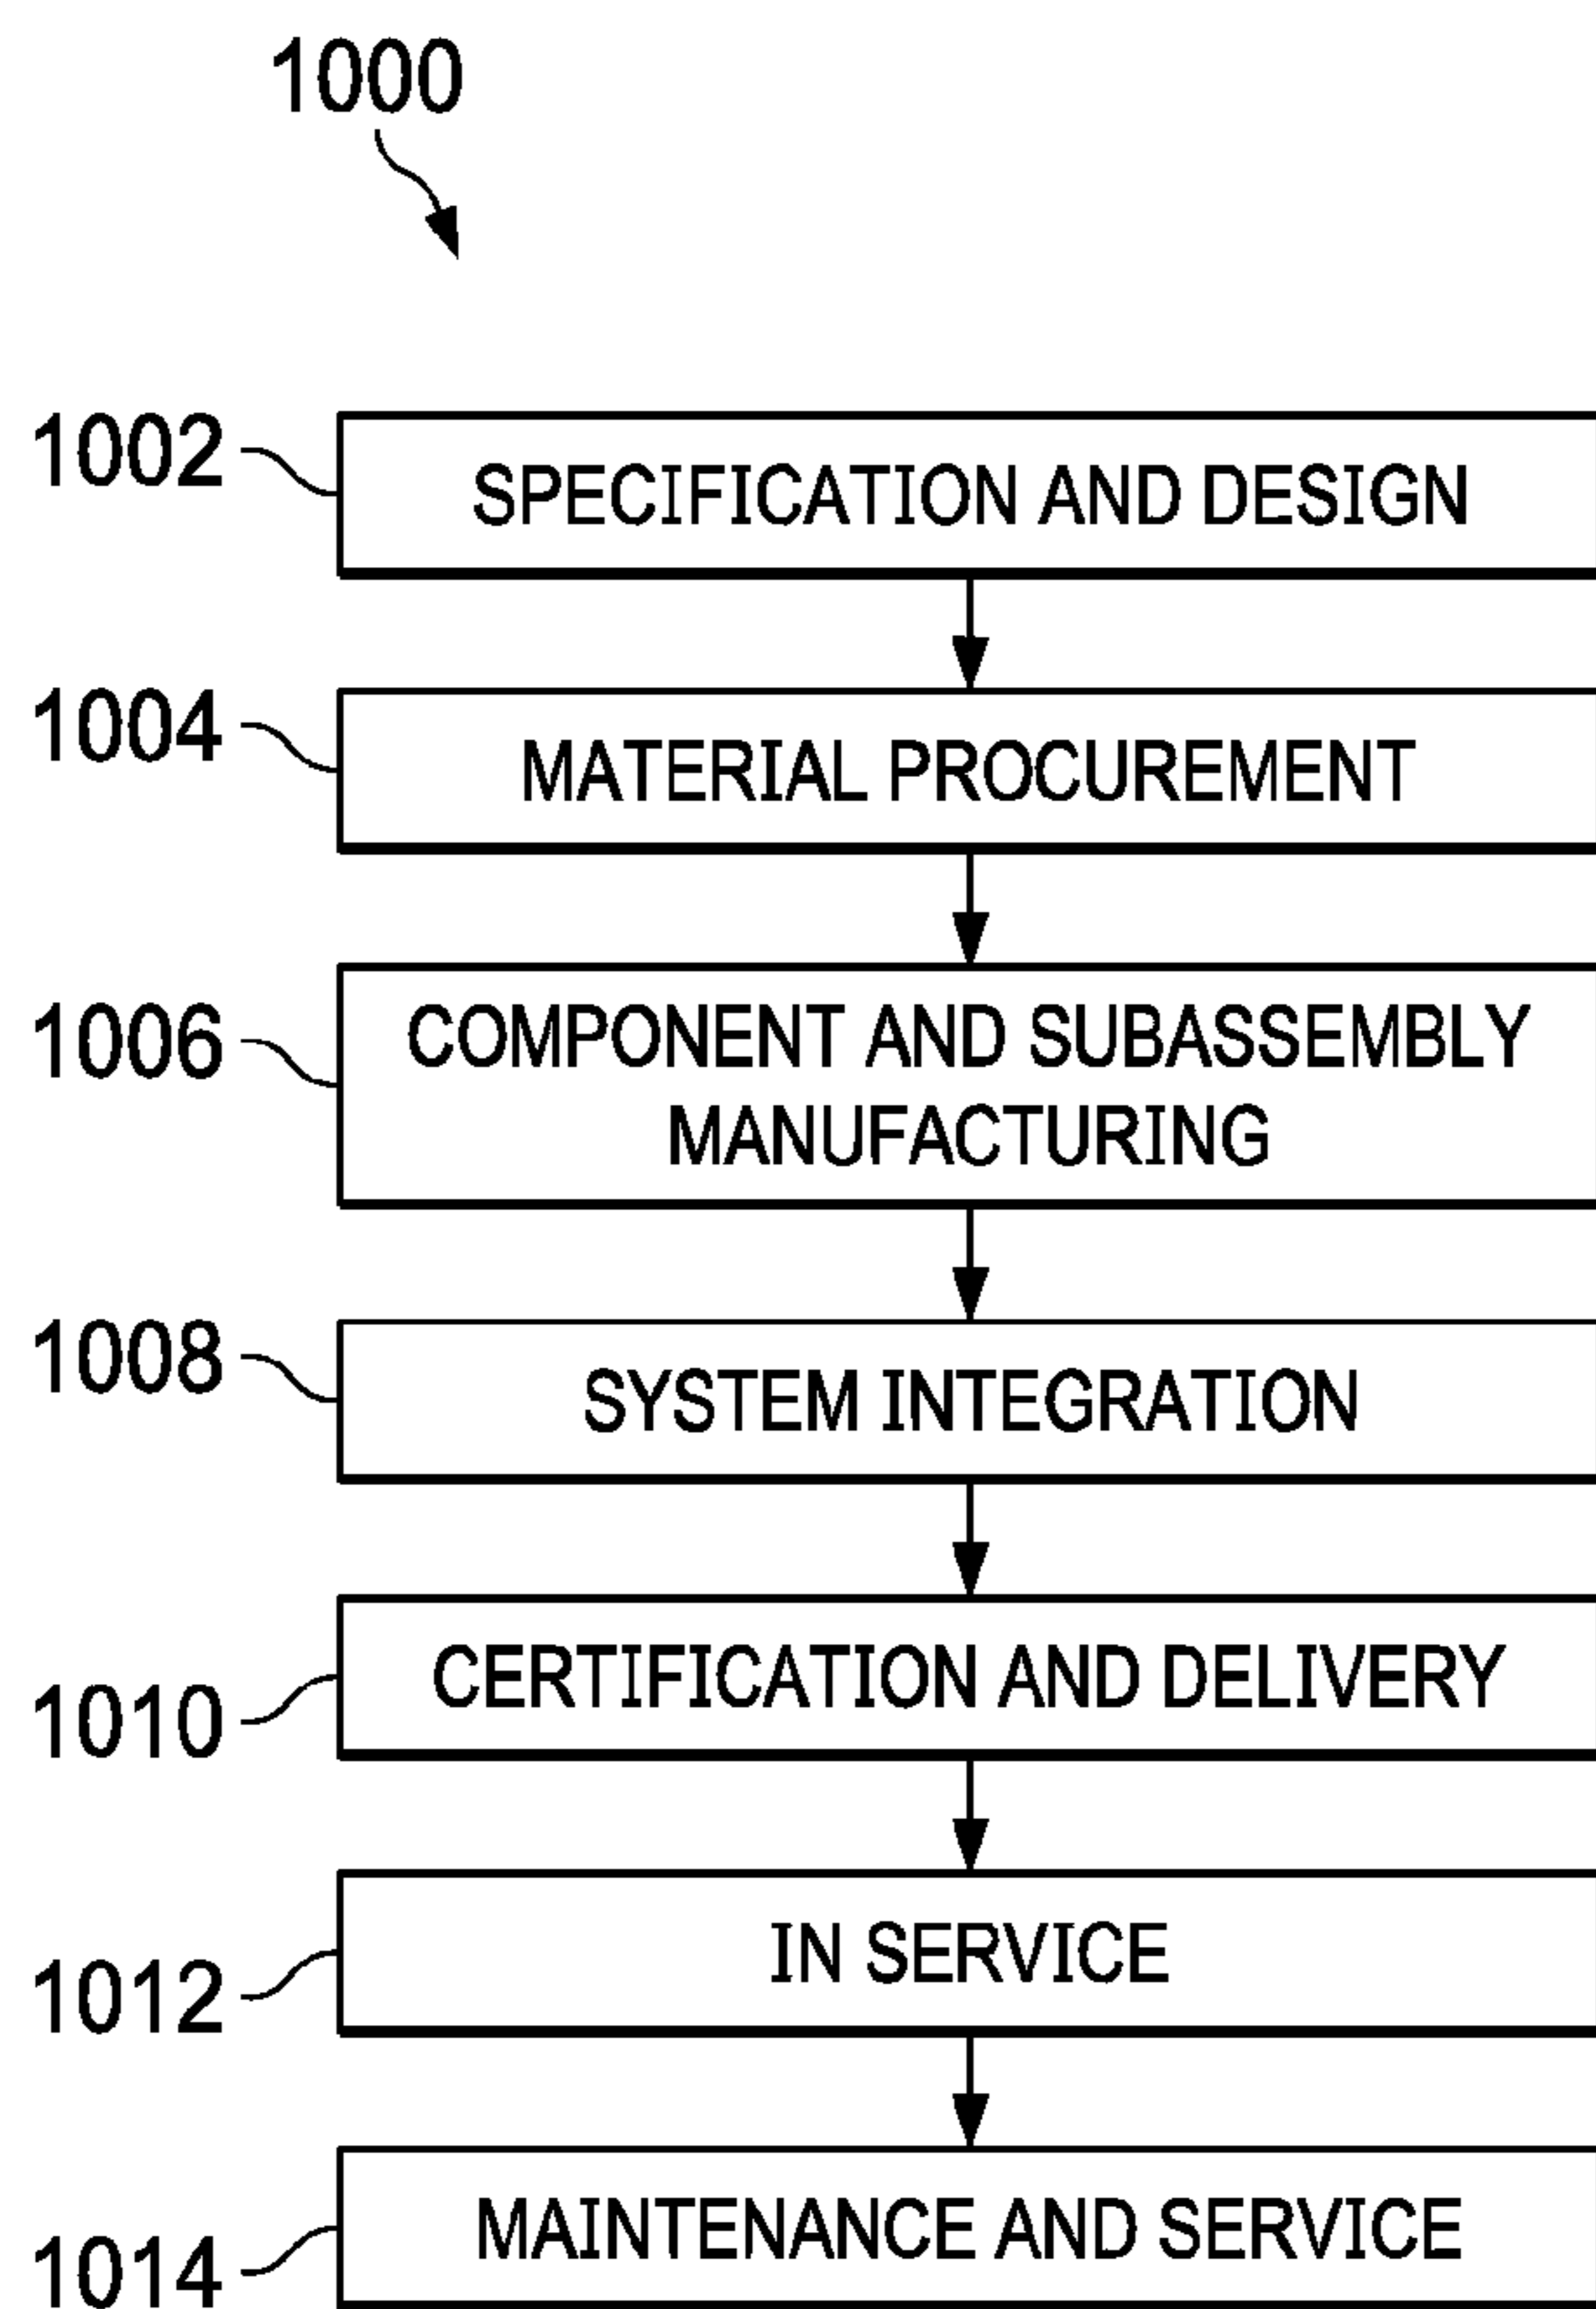 1000
1002
SPECIFICATION AND DESIGN
1004
MATERIAL PROCUREMENT
1006
COMPONENT AND SUBASSEMBLY
MANUFACTURING
1008
SYSTEM INTEGRATION
1010
CERTIFICATION AND DELIVERY
1012
IN SERVICE
1014
MAINTENANCE AND SERVICE